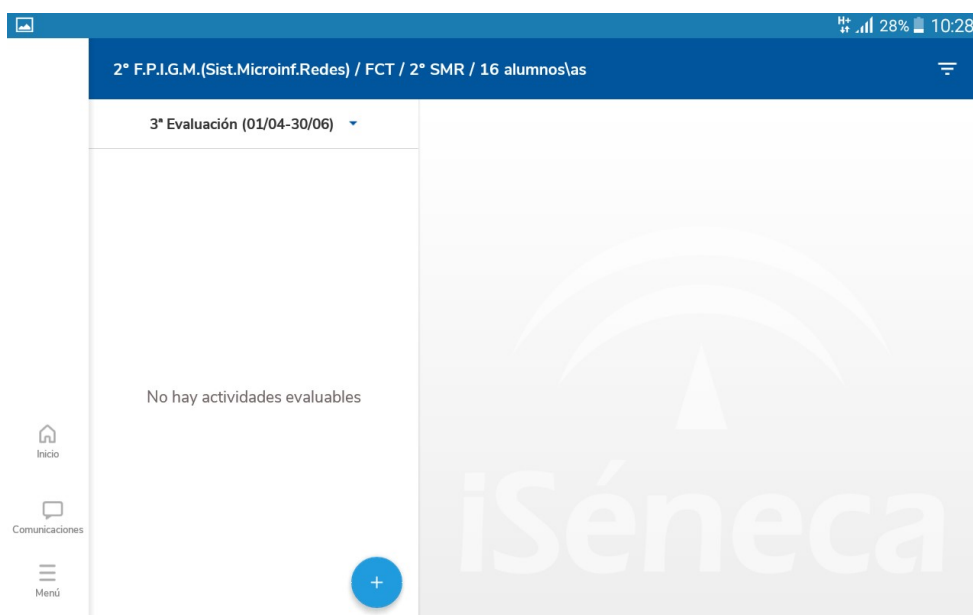 H+ 28% 10:28
2º F.P.I.G.M.(Sist.Microinf.Redes) / FCT / 2º SMR / 16 alumnos\as
3ª Evaluación (01/04-30/06)
No hay actividades evaluables
iSéneca
Inicio
Comunicaciones
Menú
+